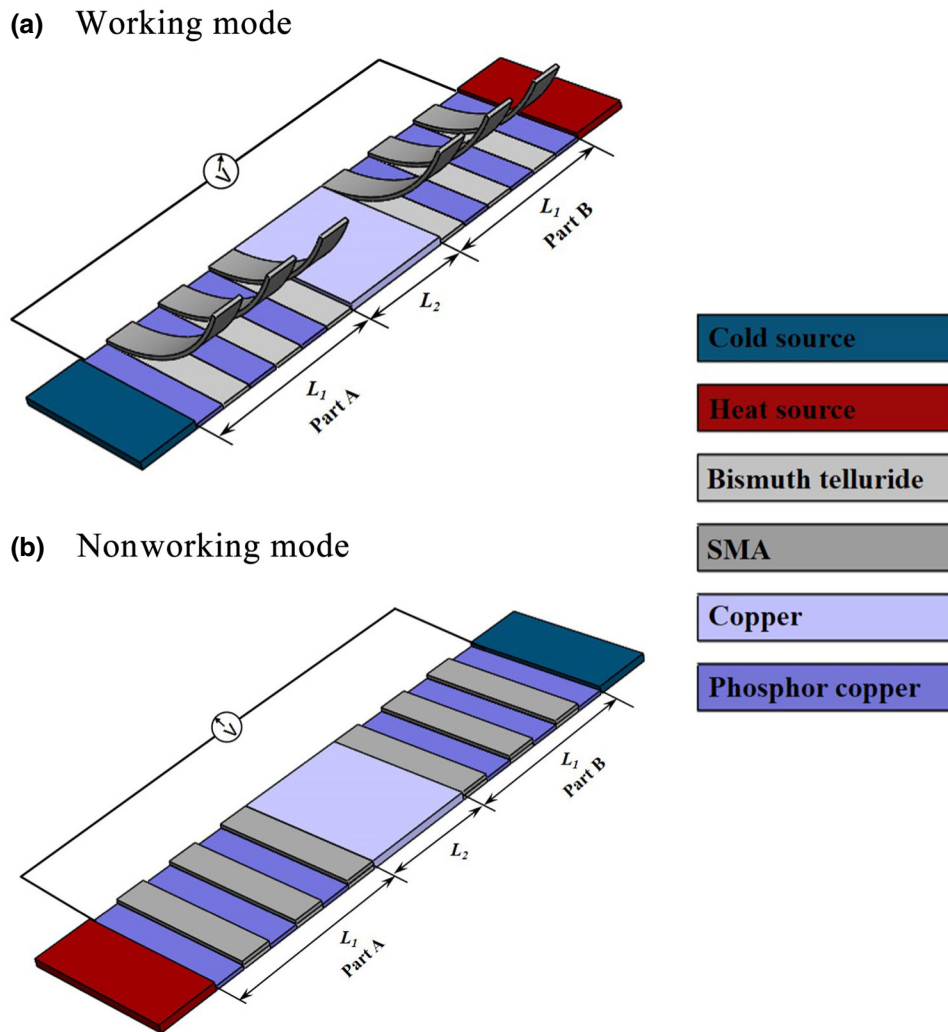 (a) Working mode
V
L1
Part B
L2
L1
Part A
Cold source
Heat source
Bismuth telluride
SMA
Copper
Phosphor copper
(b) Nonworking mode
V
L1
Part B
L2
L1
Part A